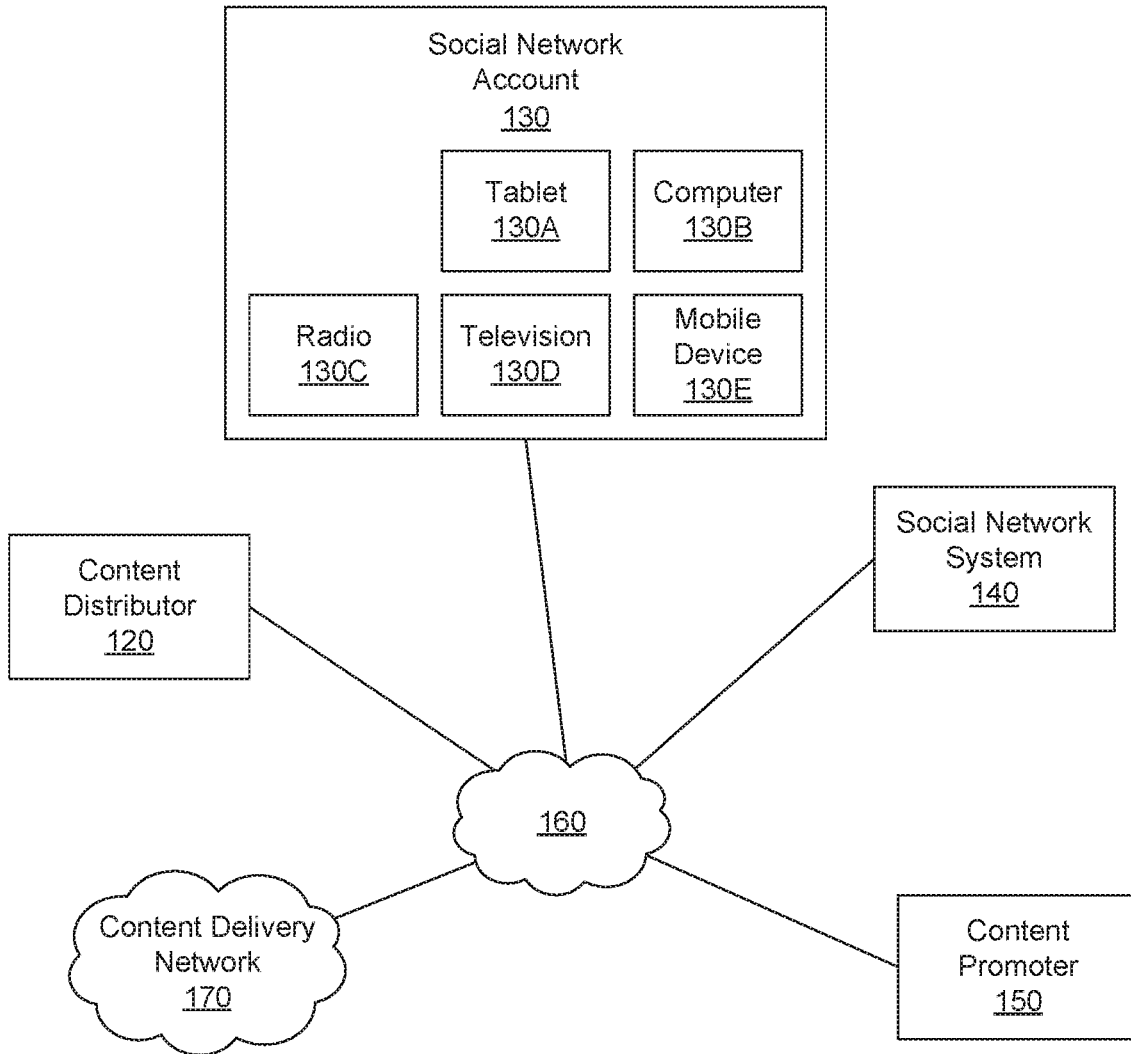 Social Network
Account
130
Tablet
130A
Computer
130B
Radio
130C
Television
130D
Mobile
Device
130E
Content
Distributor
120
Social Network
System
140
160
Content Delivery
Network
170
Content
Promoter
150